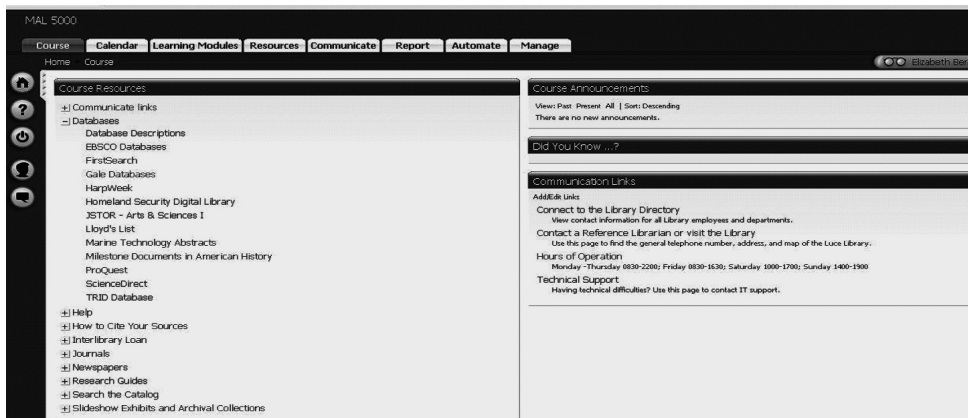 MAL 5000
Course Calendar Learning Modules Resources Communicate Report Automate Manage
Home Course
Elizabeth Ber
Course Resources
Communicate links
Databases
Database Descriptions
EBSCO Databases
FirstSearch
Gale Databases
HarpWeek
Homeland Security Digital Library
JSTOR - Arts & Sciences I
Lloyd's List
Marine Technology Abstracts
Milestone Documents in American History
ProQuest
ScienceDirect
TRID Database
Help
How to Cite Your Sources
Interlibrary Loan
Journals
Newspapers
Research Guides
Search the Catalog
Slideshow Exhibits and Archival Collections
Course Announcements
View: Past Present All | Sort: Descending
There are no new announcements.
Did You Know ...?
Communication Links
Add/Edit Links
Connect to the Library Directory
View contact information for all Library employees and departments.
Contact a Reference Librarian or visit the Library
Use this page to find the general telephone number, address, and map of the Luce Library.
Hours of Operation
Monday -Thursday 0830-2200; Friday 0830-1630; Saturday 1000-1700; Sunday 1400-1900
Technical Support
Having technical difficulties? Use this page to contact IT support.